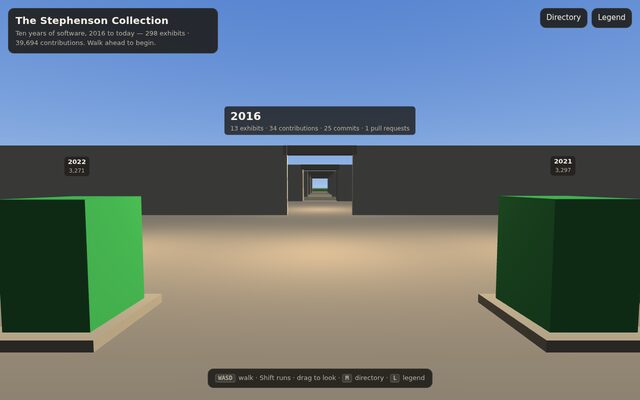 The Stephenson Collection
Ten years of software, 2016 to today — 298 exhibits ·
39,694 contributions. Walk ahead to begin.
Directory
Legend
2016
13 exhibits · 34 contributions · 25 commits · 1 pull requests
2022
3,271
2021
3,297
WASD walk · Shift runs · drag to look · M directory · L legend